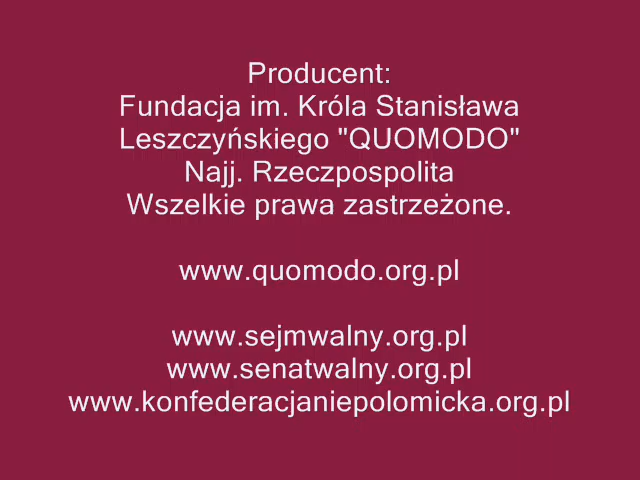 Producent:
Fundacja im. Króla Stanisława
Leszczyńskiego "QUOMODO"
Najj. Rzeczpospolita
Wszelkie prawa zastrzeżone.
www.quomodo.org.pl
www.sejmwalny.org.pl
www.senatwalny.org.pl
www.konfederacjaniepolomicka.org.pl